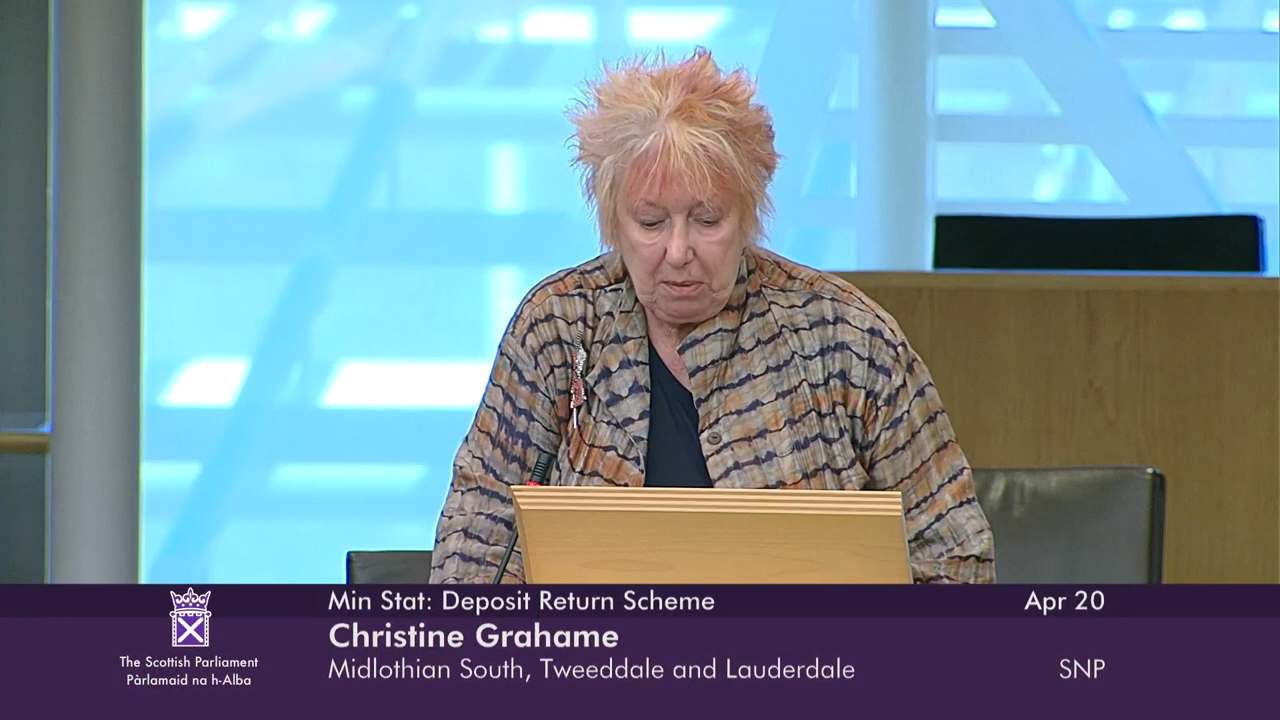 Min Stat: Deposit Return Scheme Apr 20
Christine Grahame
Midlothian South, Tweeddale and Lauderdale SNP
The Scottish Parliament
Pàrlamaid na h-Alba